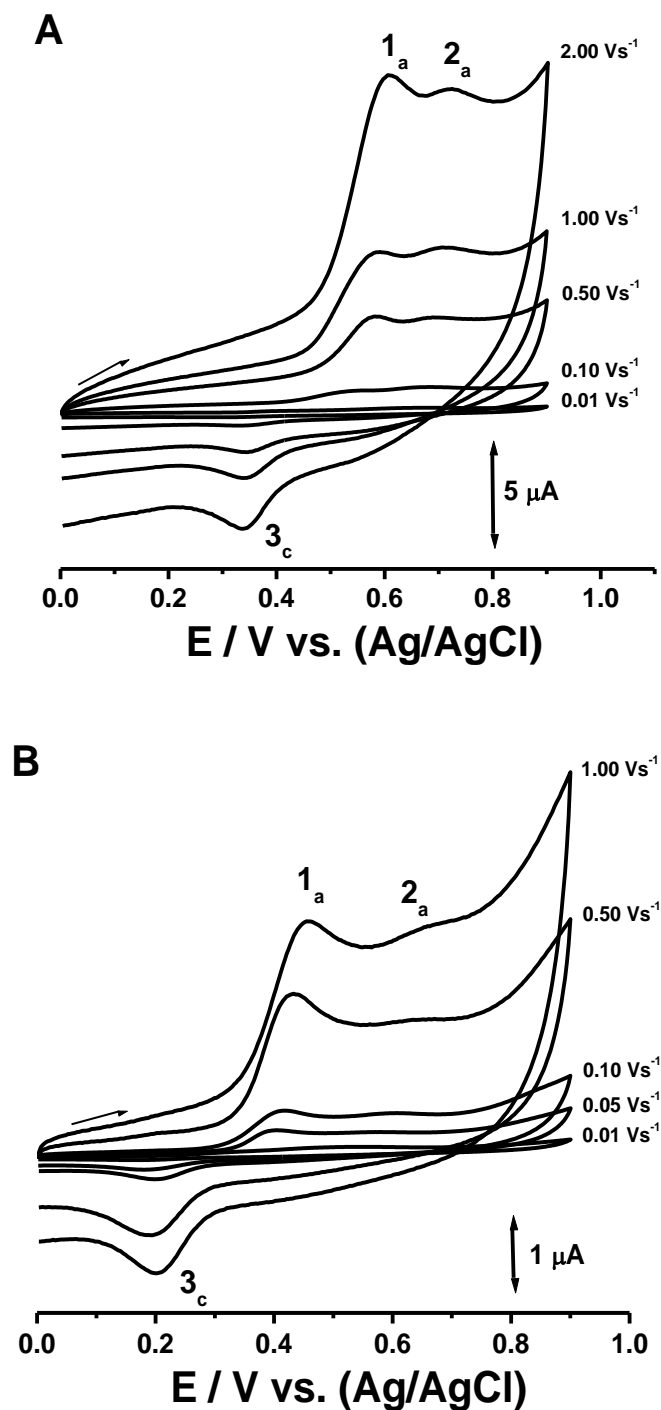 A
1a 2a
2.00 Vs-1
1.00 Vs-1
0.50 Vs-1
0.10 Vs-1
0.01 Vs-1
5 μA
3c
0.0 0.2 0.4 0.6 0.8 1.0
E / V vs. (Ag/AgCl)
B
1.00 Vs-1
1a 2a
0.50 Vs-1
0.10 Vs-1
0.05 Vs-1
0.01 Vs-1
1 μA
3c
0.0 0.2 0.4 0.6 0.8 1.0
E / V vs. (Ag/AgCl)